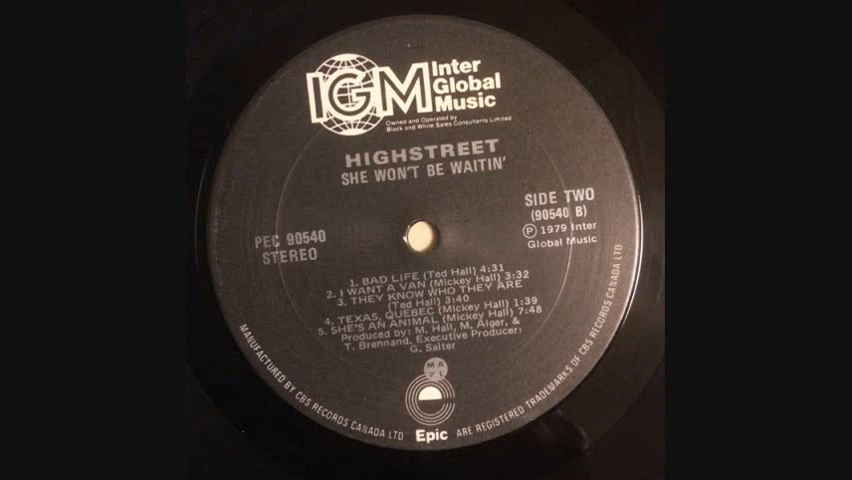 IGM Inter
Global
Music
Owned and Operated by
Black and White Sales Consultants Limited
HIGHSTREET
SHE WON'T BE WAITIN'
SIDE TWO
(90540 B)
Ⓟ 1979 Inter
Global Music
PEC 90540
STEREO
1. BAD LIFE (Ted Hall) 4:31
2. I WANT A VAN (Mickey Hall) 3:32
3. THEY KNOW WHO THEY ARE
(Ted Hall) 3:40
4. TEXAS, QUEBEC (Mickey Hall) 1:39
5. SHE'S AN ANIMAL (Mickey Hall) 7:48
Produced by: M. Hall, M. Alger, &
T. Brennand, Executive Producer:
G. Salter
MAPL
Epic
MANUFACTURED BY CBS RECORDS CANADA LTD
ARE REGISTERED TRADEMARKS OF CBS RECORDS CANADA LTD